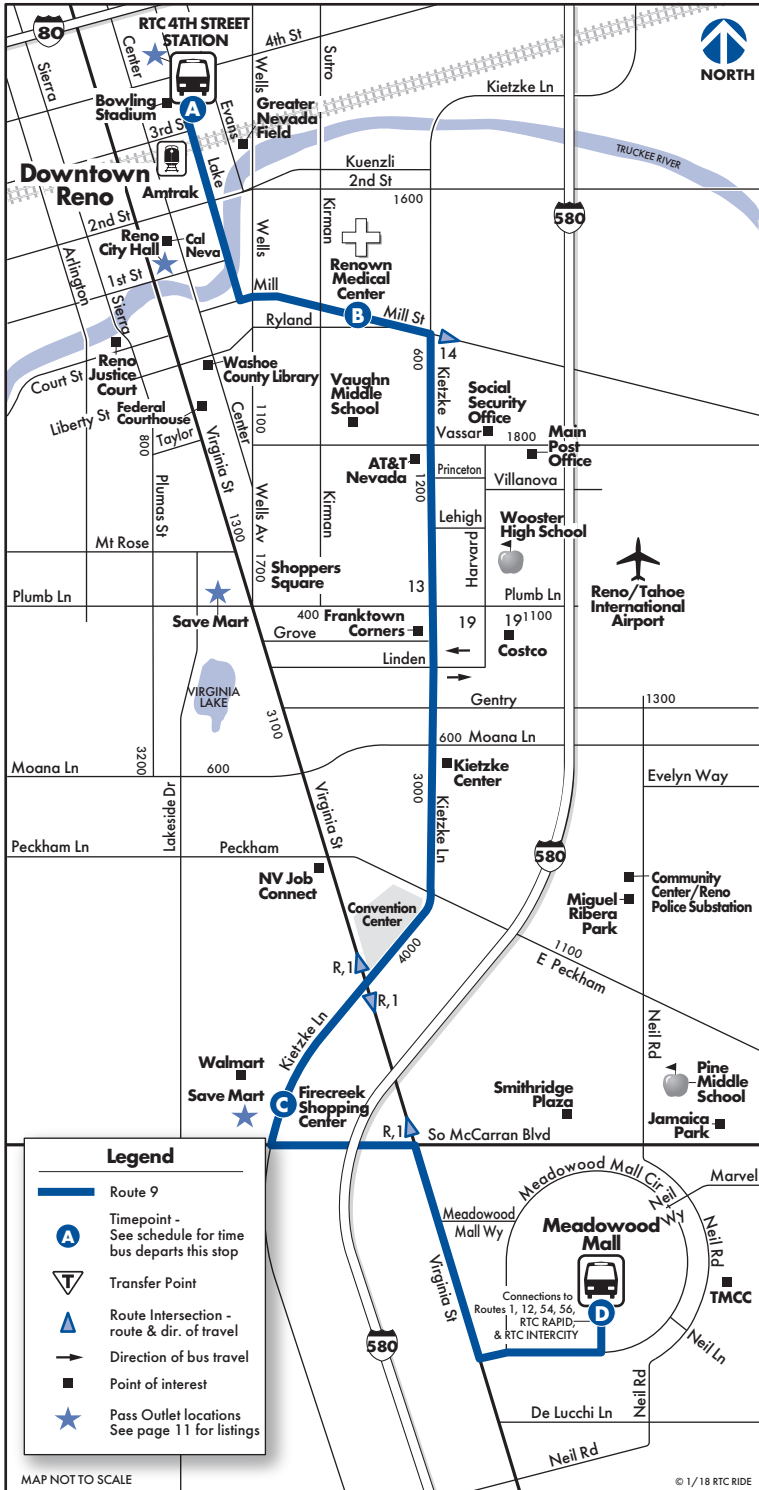 80
RTC 4TH STREET
STATION
Center
Sierra
4th St
Wells
Sutro
NORTH
Bowling
Stadium
A
3rd St
Evans
Greater
Nevada
Field
Kietzke Ln
Lake
Amtrak
Downtown
Reno
Kuenzli
2nd St
TRUCKEE RIVER
1600
580
2nd St
Reno
City Hall
Cal
Neva
Wells
Kirman
Renown
Medical
Center
1st St
Arlington
Sierra
Mill
B
Mill St
Ryland
14
600
Kietzke
Reno
Justice
Court
Court St
Washoe
County Library
Vaughn
Middle
School
Social
Security
Office
Liberty St
Federal
Courthouse
Center
1100
Vassar
1800
Main
Post
Office
800
Taylor
Virginia St
AT&T
Nevada
1200
Princeton
Villanova
Plumas St
1300
Wells Av
Kirman
Lehigh
Wooster
High School
Mt Rose
1700
Shoppers
Square
Harvard
13
Plumb Ln
Plumb Ln
Reno/Tahoe
International
Airport
Save Mart
400
Franktown
Corners
19
19
1100
Grove
Costco
Linden
VIRGINIA
LAKE
Gentry
1300
3100
600
Moana Ln
3200
Moana Ln
600
3000
Kietzke
Center
Evelyn Way
Lakeside Dr
Virginia St
Kietzke Ln
Peckham Ln
Peckham
580
NV Job
Connect
Community
Center/Reno
Police Substation
Miguel
Ribera
Park
Convention
Center
4000
1100
E Peckham
R,1
R,1
Kietzke Ln
Neil Rd
Walmart
Save Mart
C
Firecreek
Shopping
Center
Smithridge
Plaza
Pine
Middle
School
Jamaica
Park
R,1
So McCarran Blvd
Legend
Route 9
A
Timepoint -
See schedule for time
bus departs this stop
T
Transfer Point
Route Intersection -
route & dir. of travel
Direction of bus travel
Point of interest
Pass Outlet locations
See page 11 for listings
Meadowood Mall Cir
Neil
Wy
Marvel
Meadowood
Mall Wy
Meadowood
Mall
Neil Rd
Virginia St
Connections to
Routes 1, 12, 54, 56,
RTC RAPID,
& RTC INTERCITY
D
TMCC
580
Neil Ln
Neil Rd
De Lucchi Ln
Neil Rd
MAP NOT TO SCALE
© 1/18 RTC RIDE